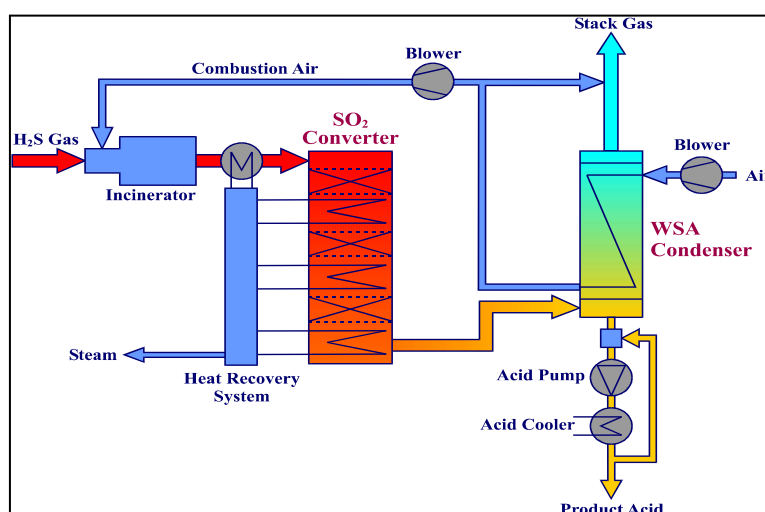 Stack Gas
Blower
Combustion Air
SO₂
Converter
H₂S Gas
Blower
Incinerator
Air
WSA
Condenser
Steam
Heat Recovery
System
Acid Pump
Acid Cooler
Product Acid